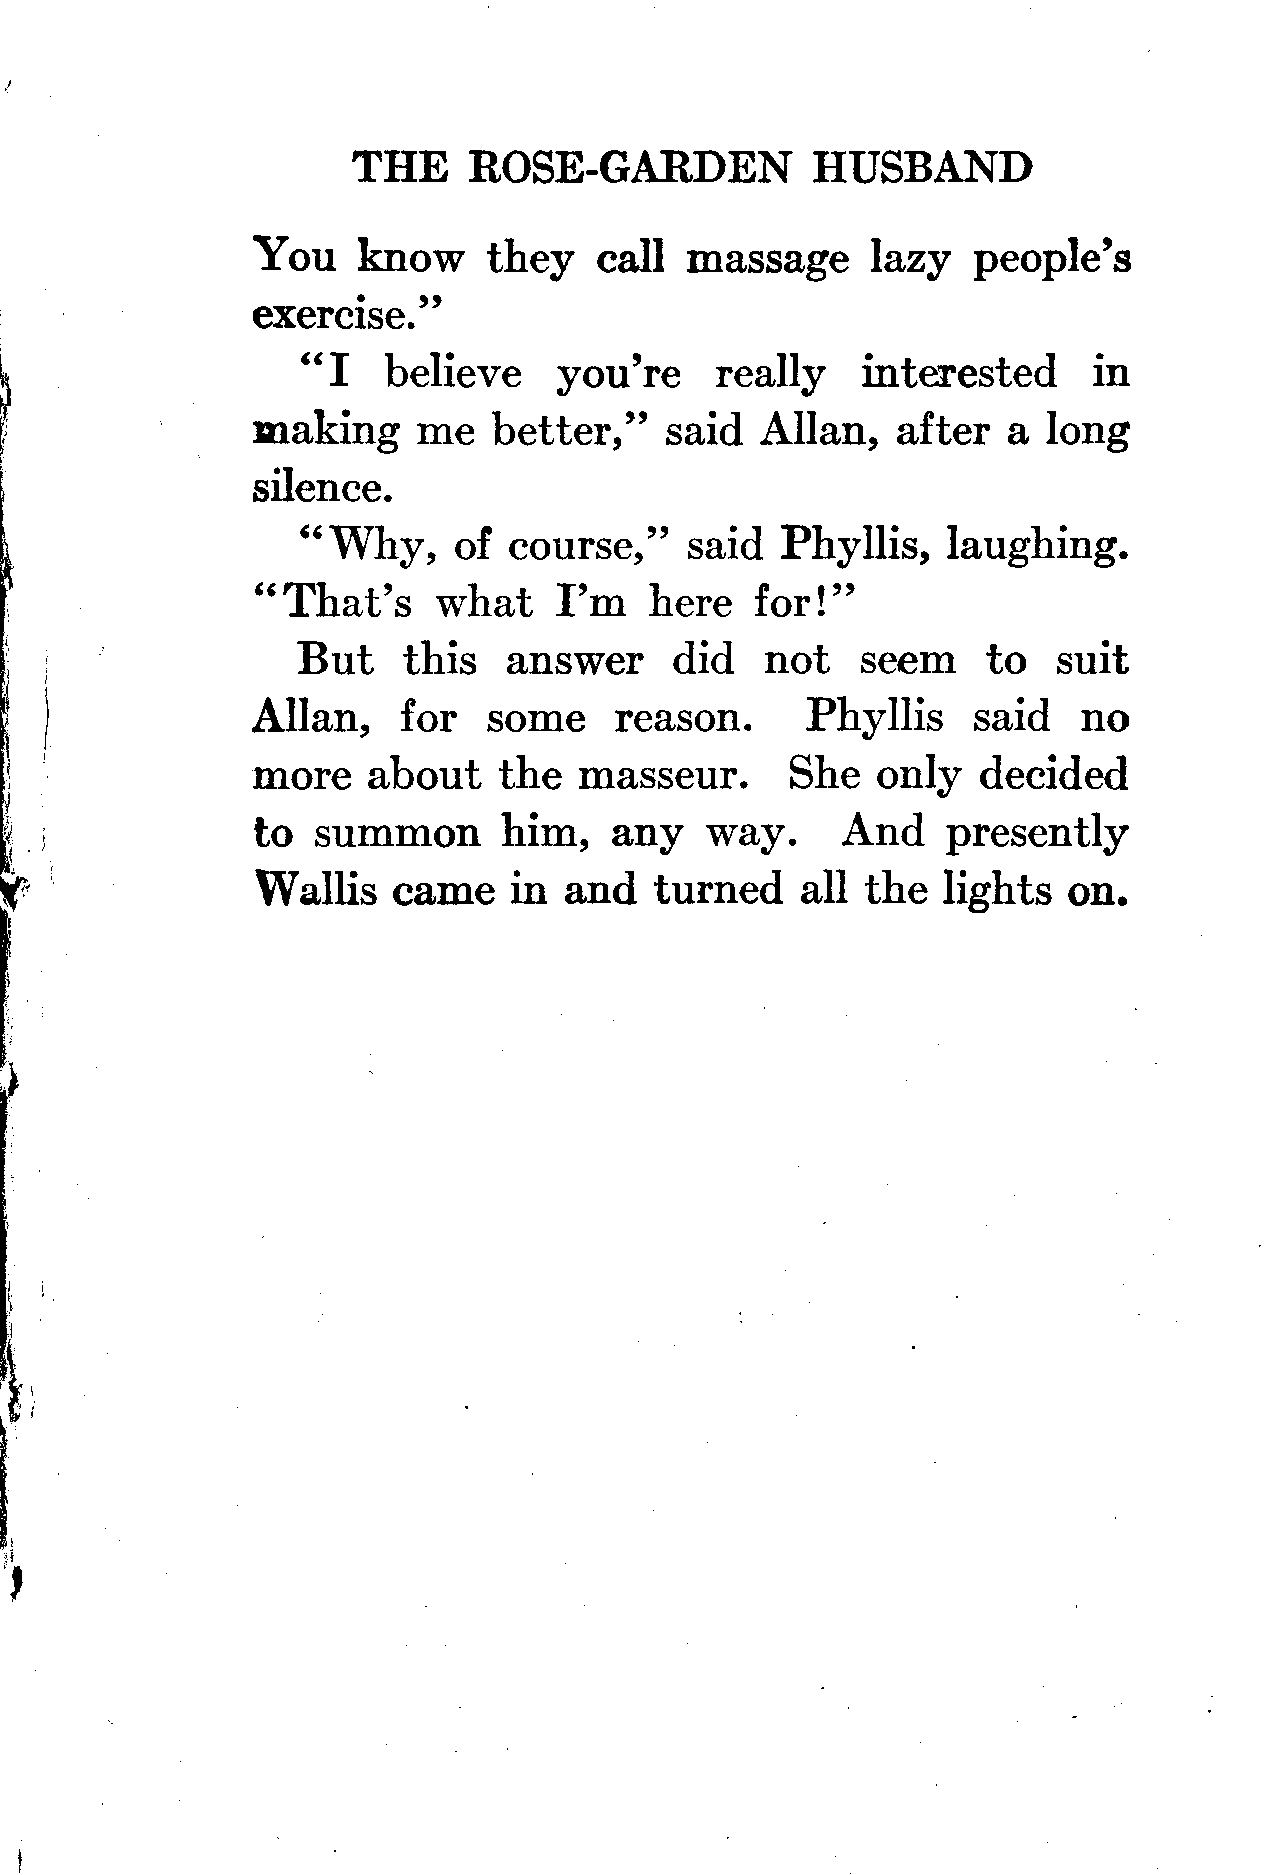 THE ROSE-GARDEN HUSBAND
You know they call massage lazy people's
exercise."
"I believe you're really interested in
making me better," said Allan, after a long
silence.
"Why, of course," said Phyllis, laughing.
"That's what I'm here for!"
But this answer did not seem to suit
Allan, for some reason. Phyllis said no
more about the masseur. She only decided
to summon him, any way. And presently
Wallis came in and turned all the lights on.